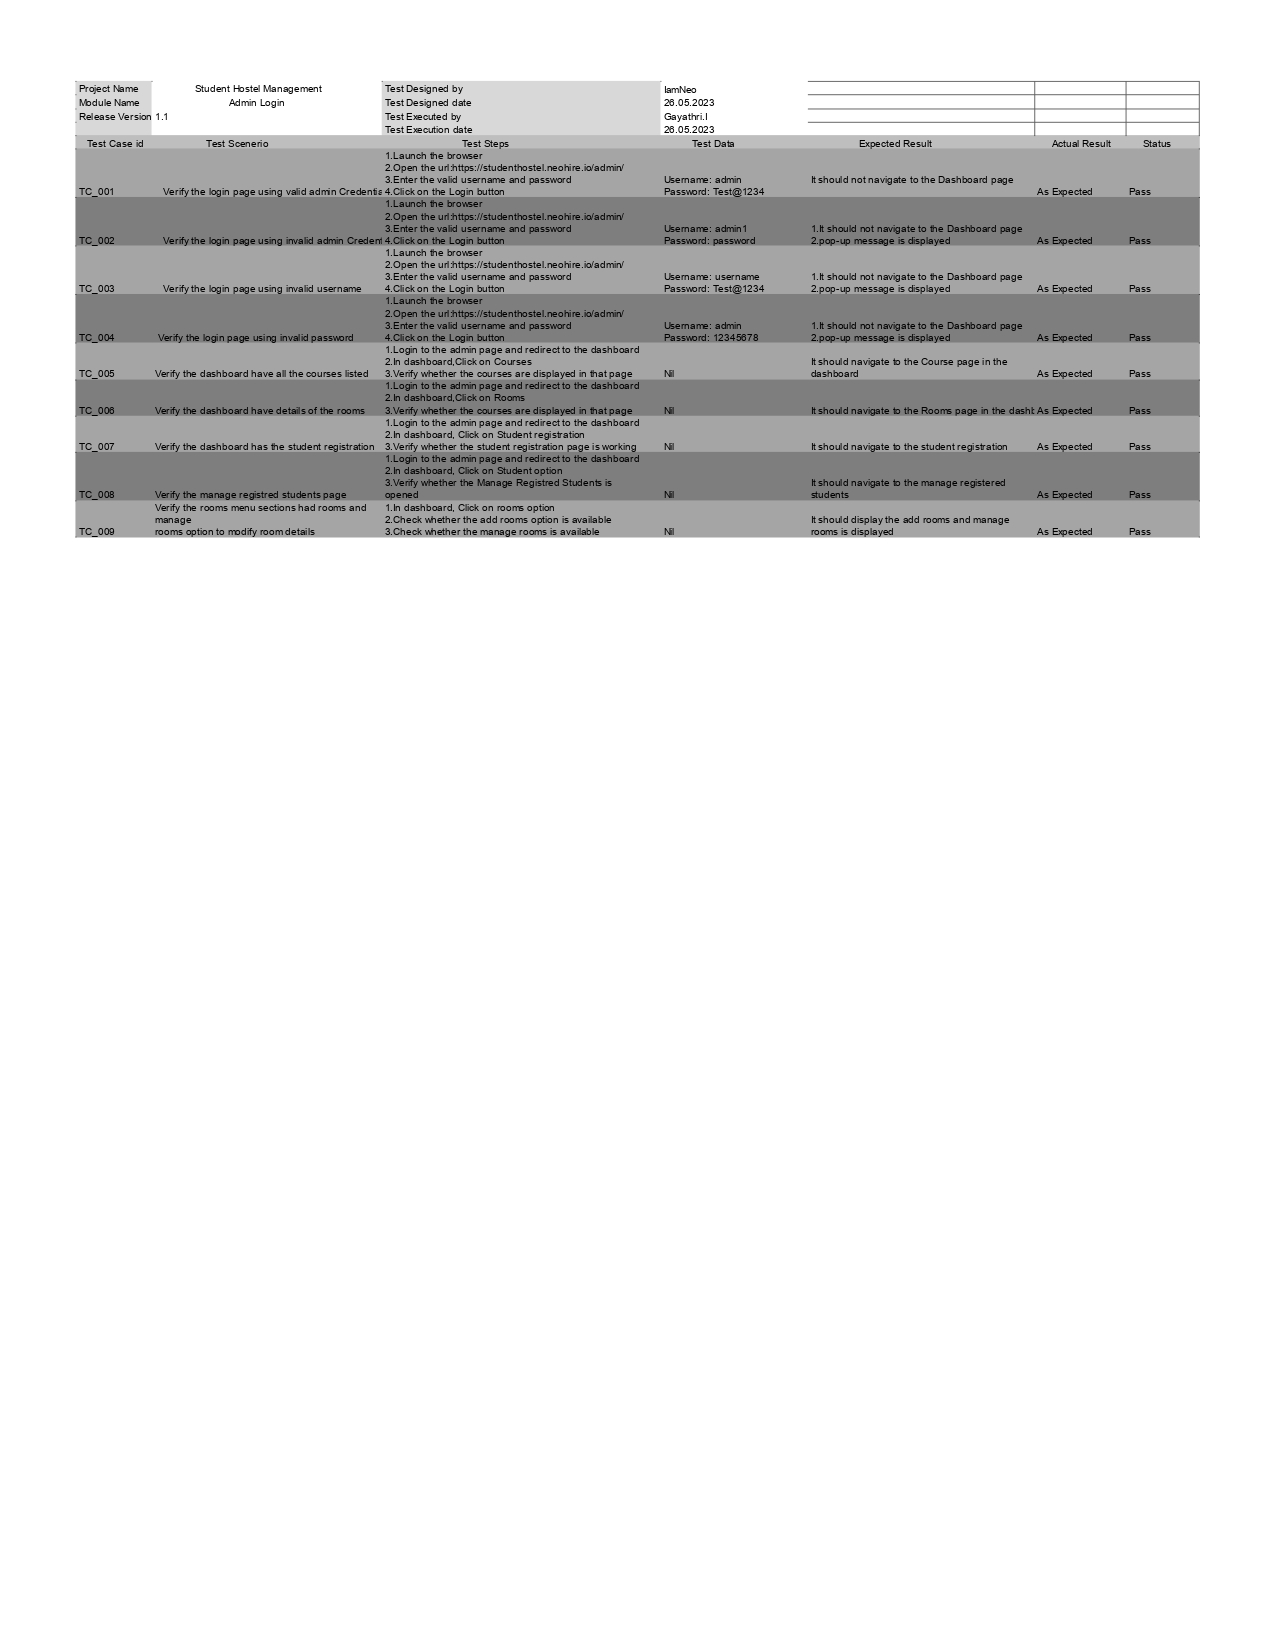 Project Name Student Hostel Management Test Designed by IamNeo
Module Name Admin Login Test Designed date 26.05.2023
Release Version 1.1 Test Executed by Gayathri.I
Test Execution date 26.05.2023
Test Case id Test Scenerio Test Steps Test Data Expected Result Actual Result Status
1.Launch the browser
2.Open the url:https://studenthostel.neohire.io/admin/
3.Enter the valid username and password Username: admin It should not navigate to the Dashboard page
TC_001 Verify the login page using valid admin Credentia 4.Click on the Login button Password: Test@1234 As Expected Pass
1.Launch the browser
2.Open the url:https://studenthostel.neohire.io/admin/
3.Enter the valid username and password Username: admin1 1.It should not navigate to the Dashboard page
TC_002 Verify the login page using invalid admin Credent 4.Click on the Login button Password: password 2.pop-up message is displayed As Expected Pass
1.Launch the browser
2.Open the url:https://studenthostel.neohire.io/admin/
3.Enter the valid username and password Username: username 1.It should not navigate to the Dashboard page
TC_003 Verify the login page using invalid username 4.Click on the Login button Password: Test@1234 2.pop-up message is displayed As Expected Pass
1.Launch the browser
2.Open the url:https://studenthostel.neohire.io/admin/
3.Enter the valid username and password Username: admin 1.It should not navigate to the Dashboard page
TC_004 Verify the login page using invalid password 4.Click on the Login button Password: 12345678 2.pop-up message is displayed As Expected Pass
1.Login to the admin page and redirect to the dashboard
2.In dashboard,Click on Courses It should navigate to the Course page in the
TC_005 Verify the dashboard have all the courses listed 3.Verify whether the courses are displayed in that page Nil dashboard As Expected Pass
1.Login to the admin page and redirect to the dashboard
2.In dashboard,Click on Rooms
TC_006 Verify the dashboard have details of the rooms 3.Verify whether the courses are displayed in that page Nil It should navigate to the Rooms page in the dashb As Expected Pass
1.Login to the admin page and redirect to the dashboard
2.In dashboard, Click on Student registration
TC_007 Verify the dashboard has the student registration 3.Verify whether the student registration page is working Nil It should navigate to the student registration As Expected Pass
1.Login to the admin page and redirect to the dashboard
2.In dashboard, Click on Student option
3.Verify whether the Manage Registred Students is It should navigate to the manage registered
TC_008 Verify the manage registred students page opened Nil students As Expected Pass
Verify the rooms menu sections had rooms and 1.In dashboard, Click on rooms option
manage 2.Check whether the add rooms option is available It should display the add rooms and manage
TC_009 rooms option to modify room details 3.Check whether the manage rooms is available Nil rooms is displayed As Expected Pass